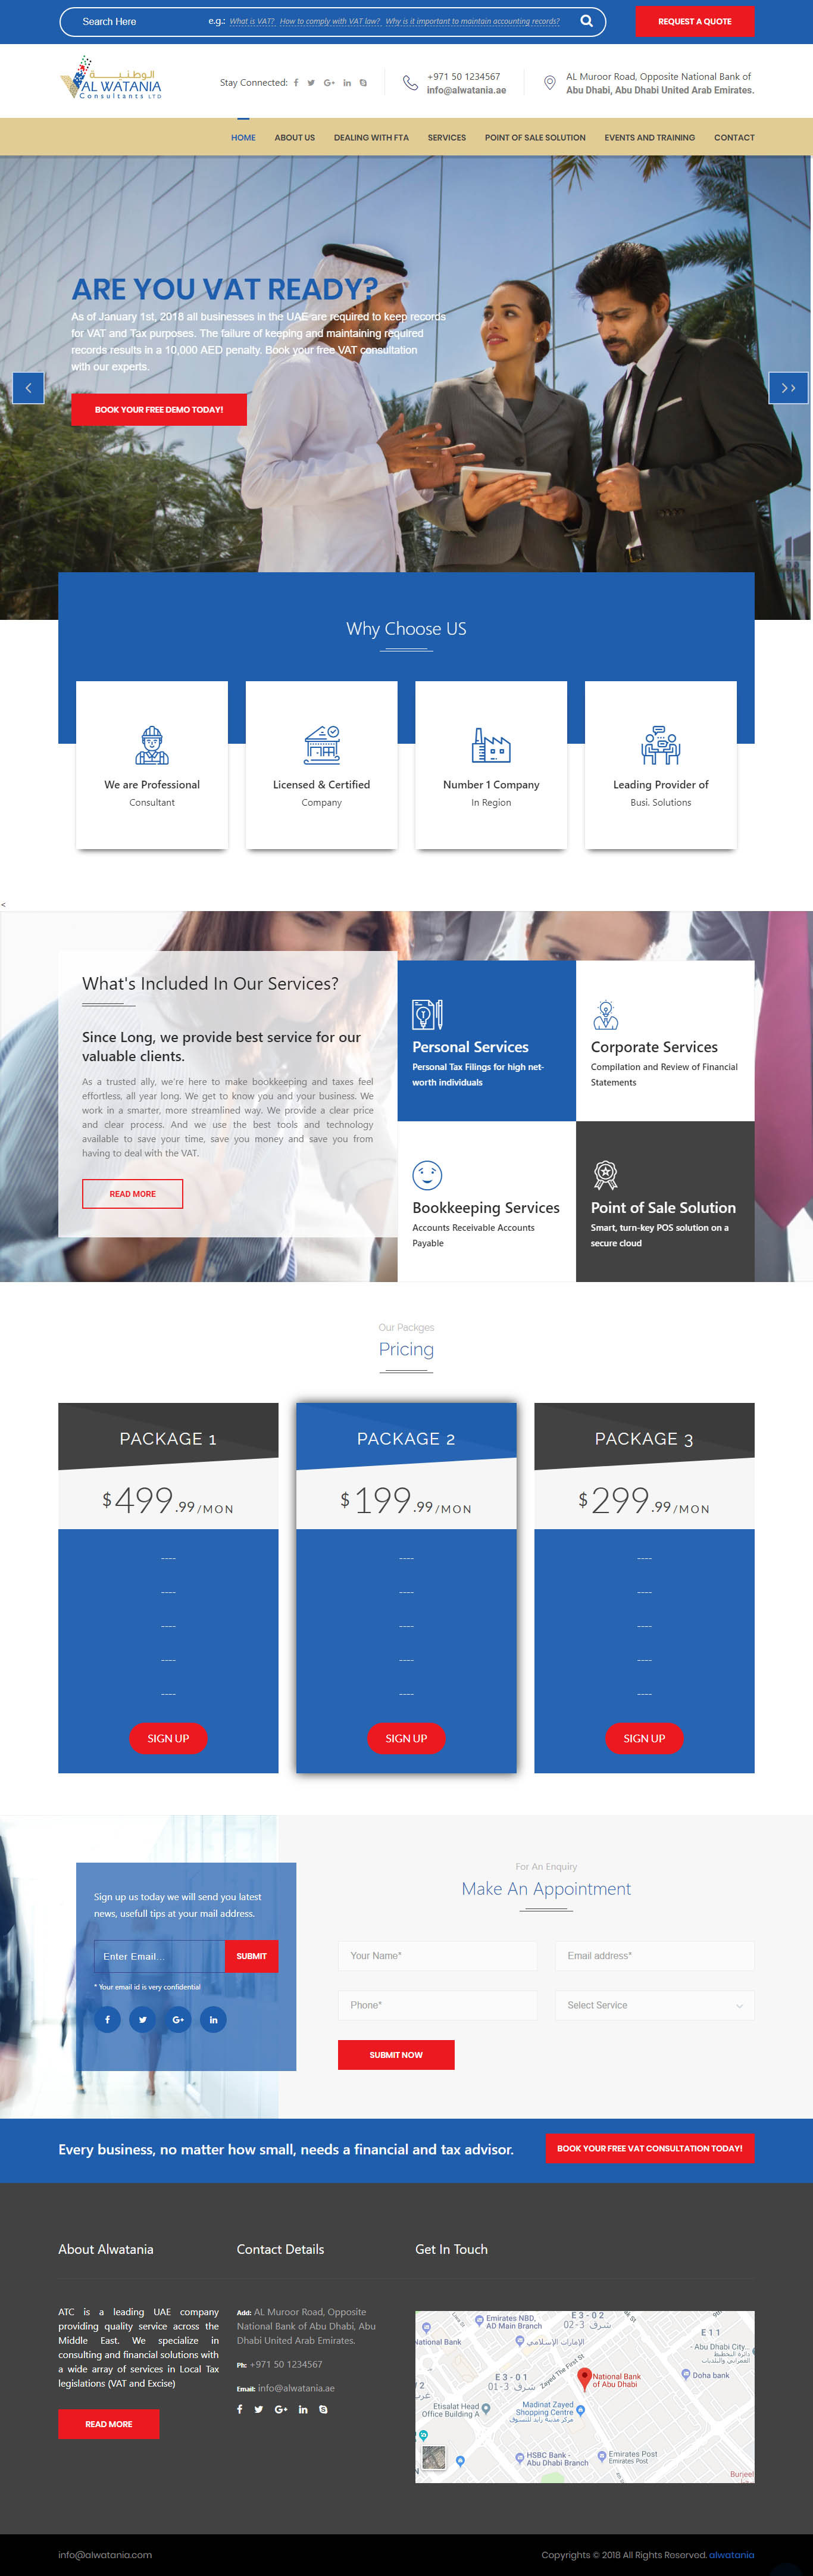 Search Here
e.g.: What is VAT? How to comply with VAT law? Why is it important to maintain accounting records?
REQUEST A QUOTE
الوطنية
AL WATANIA
Consultants LTD
Stay Connected:
+971 50 1234567
info@alwatania.ae
AL Muroor Road, Opposite National Bank of
Abu Dhabi, Abu Dhabi United Arab Emirates.
HOME ABOUT US DEALING WITH FTA SERVICES POINT OF SALE SOLUTION EVENTS AND TRAINING CONTACT
ARE YOU VAT READY?
As of January 1st, 2018 all businesses in the UAE are required to keep records
for VAT and Tax purposes. The failure of keeping and maintaining required
records results in a 10,000 AED penalty. Book your free VAT consultation
with our experts.
BOOK YOUR FREE DEMO TODAY!
Why Choose US
We are Professional
Consultant
Licensed & Certified
Company
Number 1 Company
In Region
Leading Provider of
Busi. Solutions
<
What's Included In Our Services?
Since Long, we provide best service for our
valuable clients.
As a trusted ally, we're here to make bookkeeping and taxes feel
effortless, all year long. We get to know you and your business. We
work in a smarter, more streamlined way. We provide a clear price
and clear process. And we use the best tools and technology
available to save your time, save you money and save you from
having to deal with the VAT.
READ MORE
Personal Services
Personal Tax Filings for high net-
worth individuals
Corporate Services
Compilation and Review of Financial
Statements
Bookkeeping Services
Accounts Receivable Accounts
Payable
Point of Sale Solution
Smart, turn-key POS solution on a
secure cloud
Our Packges
Pricing
PACKAGE 1
$499.99/MON
----
----
----
----
----
SIGN UP
PACKAGE 2
$199.99/MON
----
----
----
----
----
SIGN UP
PACKAGE 3
$299.99/MON
----
----
----
----
----
SIGN UP
Sign up us today we will send you latest
news, usefull tips at your mail address.
Enter Email...
SUBMIT
* Your email id is very confidential
For An Enquiry
Make An Appointment
Your Name*
Email address*
Phone*
Select Service
SUBMIT NOW
Every business, no matter how small, needs a financial and tax advisor.
BOOK YOUR FREE VAT CONSULTATION TODAY!
About Alwatania
ATC is a leading UAE company
providing quality service across the
Middle East. We specialize in
consulting and financial solutions with
a wide array of services in Local Tax
legislations (VAT and Excise)
READ MORE
Contact Details
Add: AL Muroor Road, Opposite
National Bank of Abu Dhabi, Abu
Dhabi United Arab Emirates.
Ph: +971 50 1234567
Email: info@alwatania.ae
Get In Touch
Emirates NBD,
AD Main Branch
E3-02
شرق 3-02
National Bank
الإمارات الإسلامي
E11
Abu Dhabi City...
E3-01
شرق 3-01
Zayed The First St
National Bank
of Abu Dhabi
Doha bank
Etisalat Head
Office Building A
Madinat Zayed
Shopping Centre
مركز مدينة زايد للتسوق
HSBC Bank -
Abu Dhabi Branch
Emirates Post
Emirates Post
Burjeel
info@alwatania.com
Copyrights © 2018 All Rights Reserved. alwatania